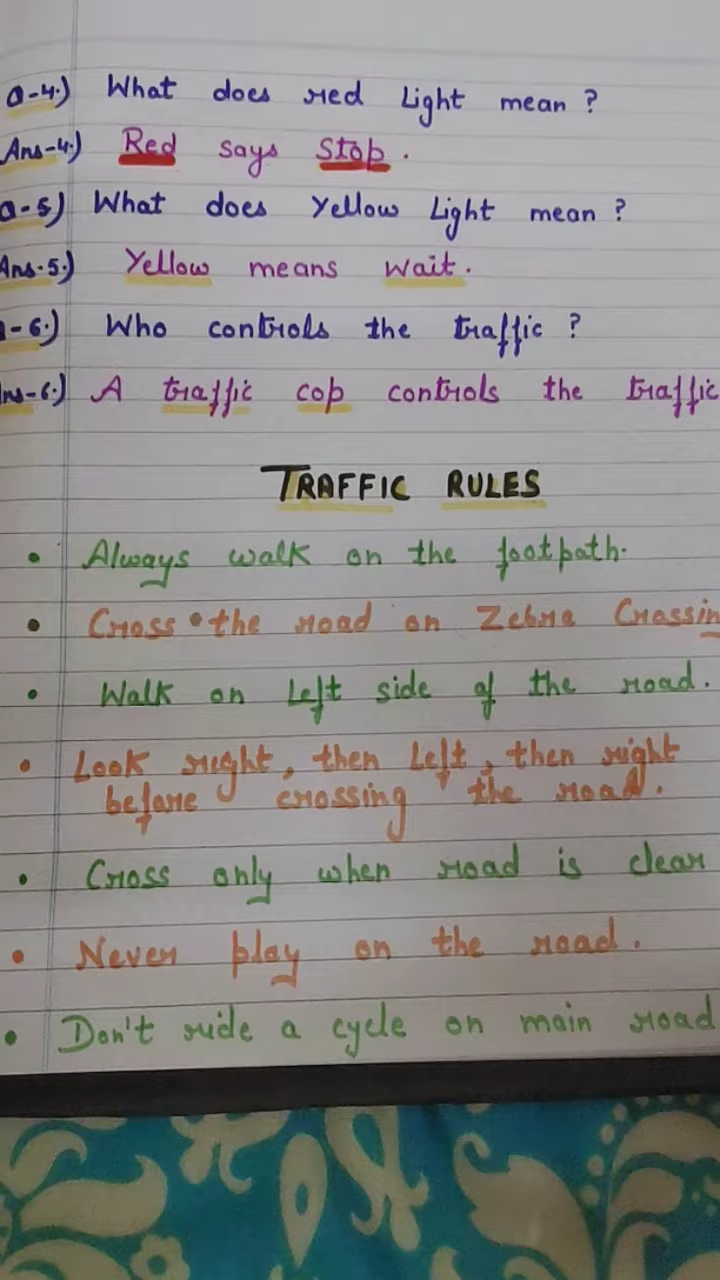 Q-4.) What does red Light mean ?
Ans-4.) Red says Stop.
Q-5) What does Yellow Light mean ?
Ans-5.) Yellow means wait.
Q-6.) Who controls the traffic ?
Ans-6.) A traffic cop controls the traffic
TRAFFIC RULES
• Always walk on the footpath.
• Cross the road on Zebra Crossin
• Walk on Left side of the road.
• Look right, then Left, then right
before crossing the road.
• Cross only when road is clear
• Never play on the road.
• Don't ride a cycle on main road